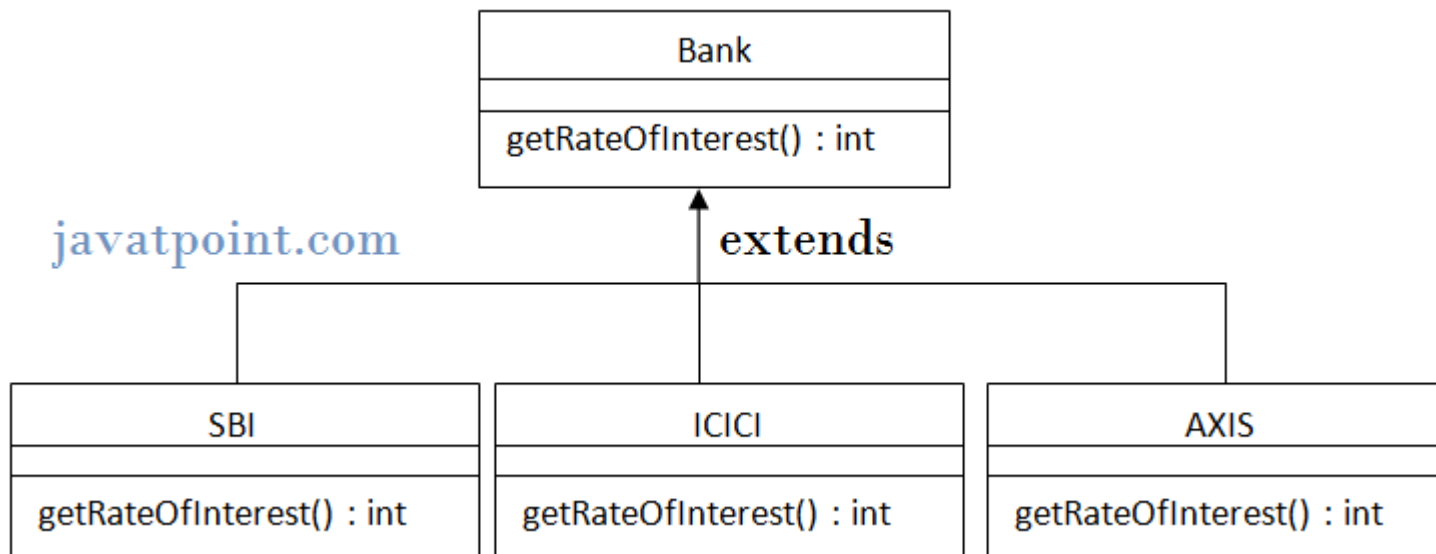 Bank
getRateOfInterest() : int
javatpoint.com
extends
SBI
ICICI
AXIS
getRateOfInterest() : int
getRateOfInterest() : int
getRateOfInterest() : int